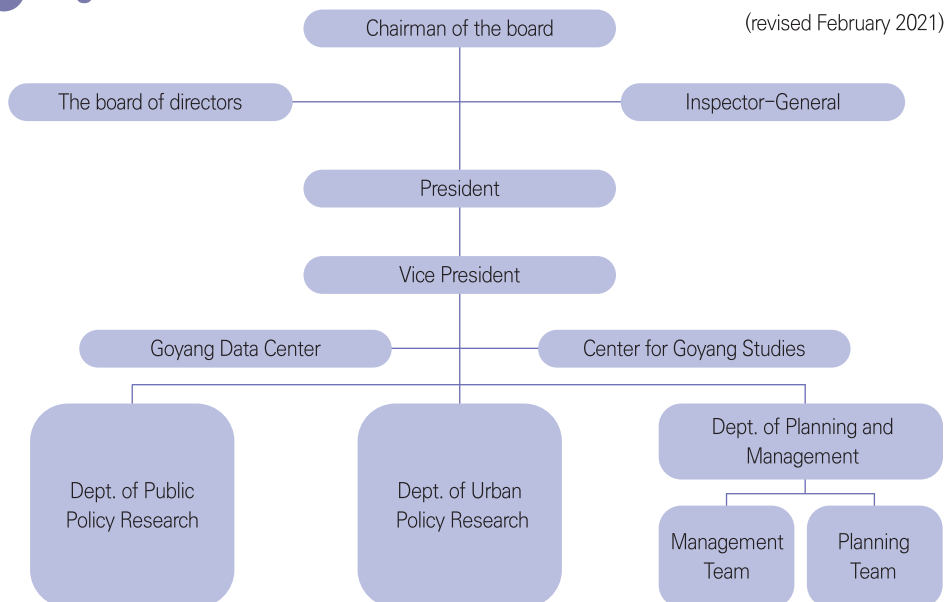 Chairman of the board
(revised February 2021)
The board of directors
Inspector-General
President
Vice President
Goyang Data Center
Center for Goyang Studies
Dept. of Public
Policy Research
Dept. of Urban
Policy Research
Dept. of Planning and
Management
Management
Team
Planning
Team